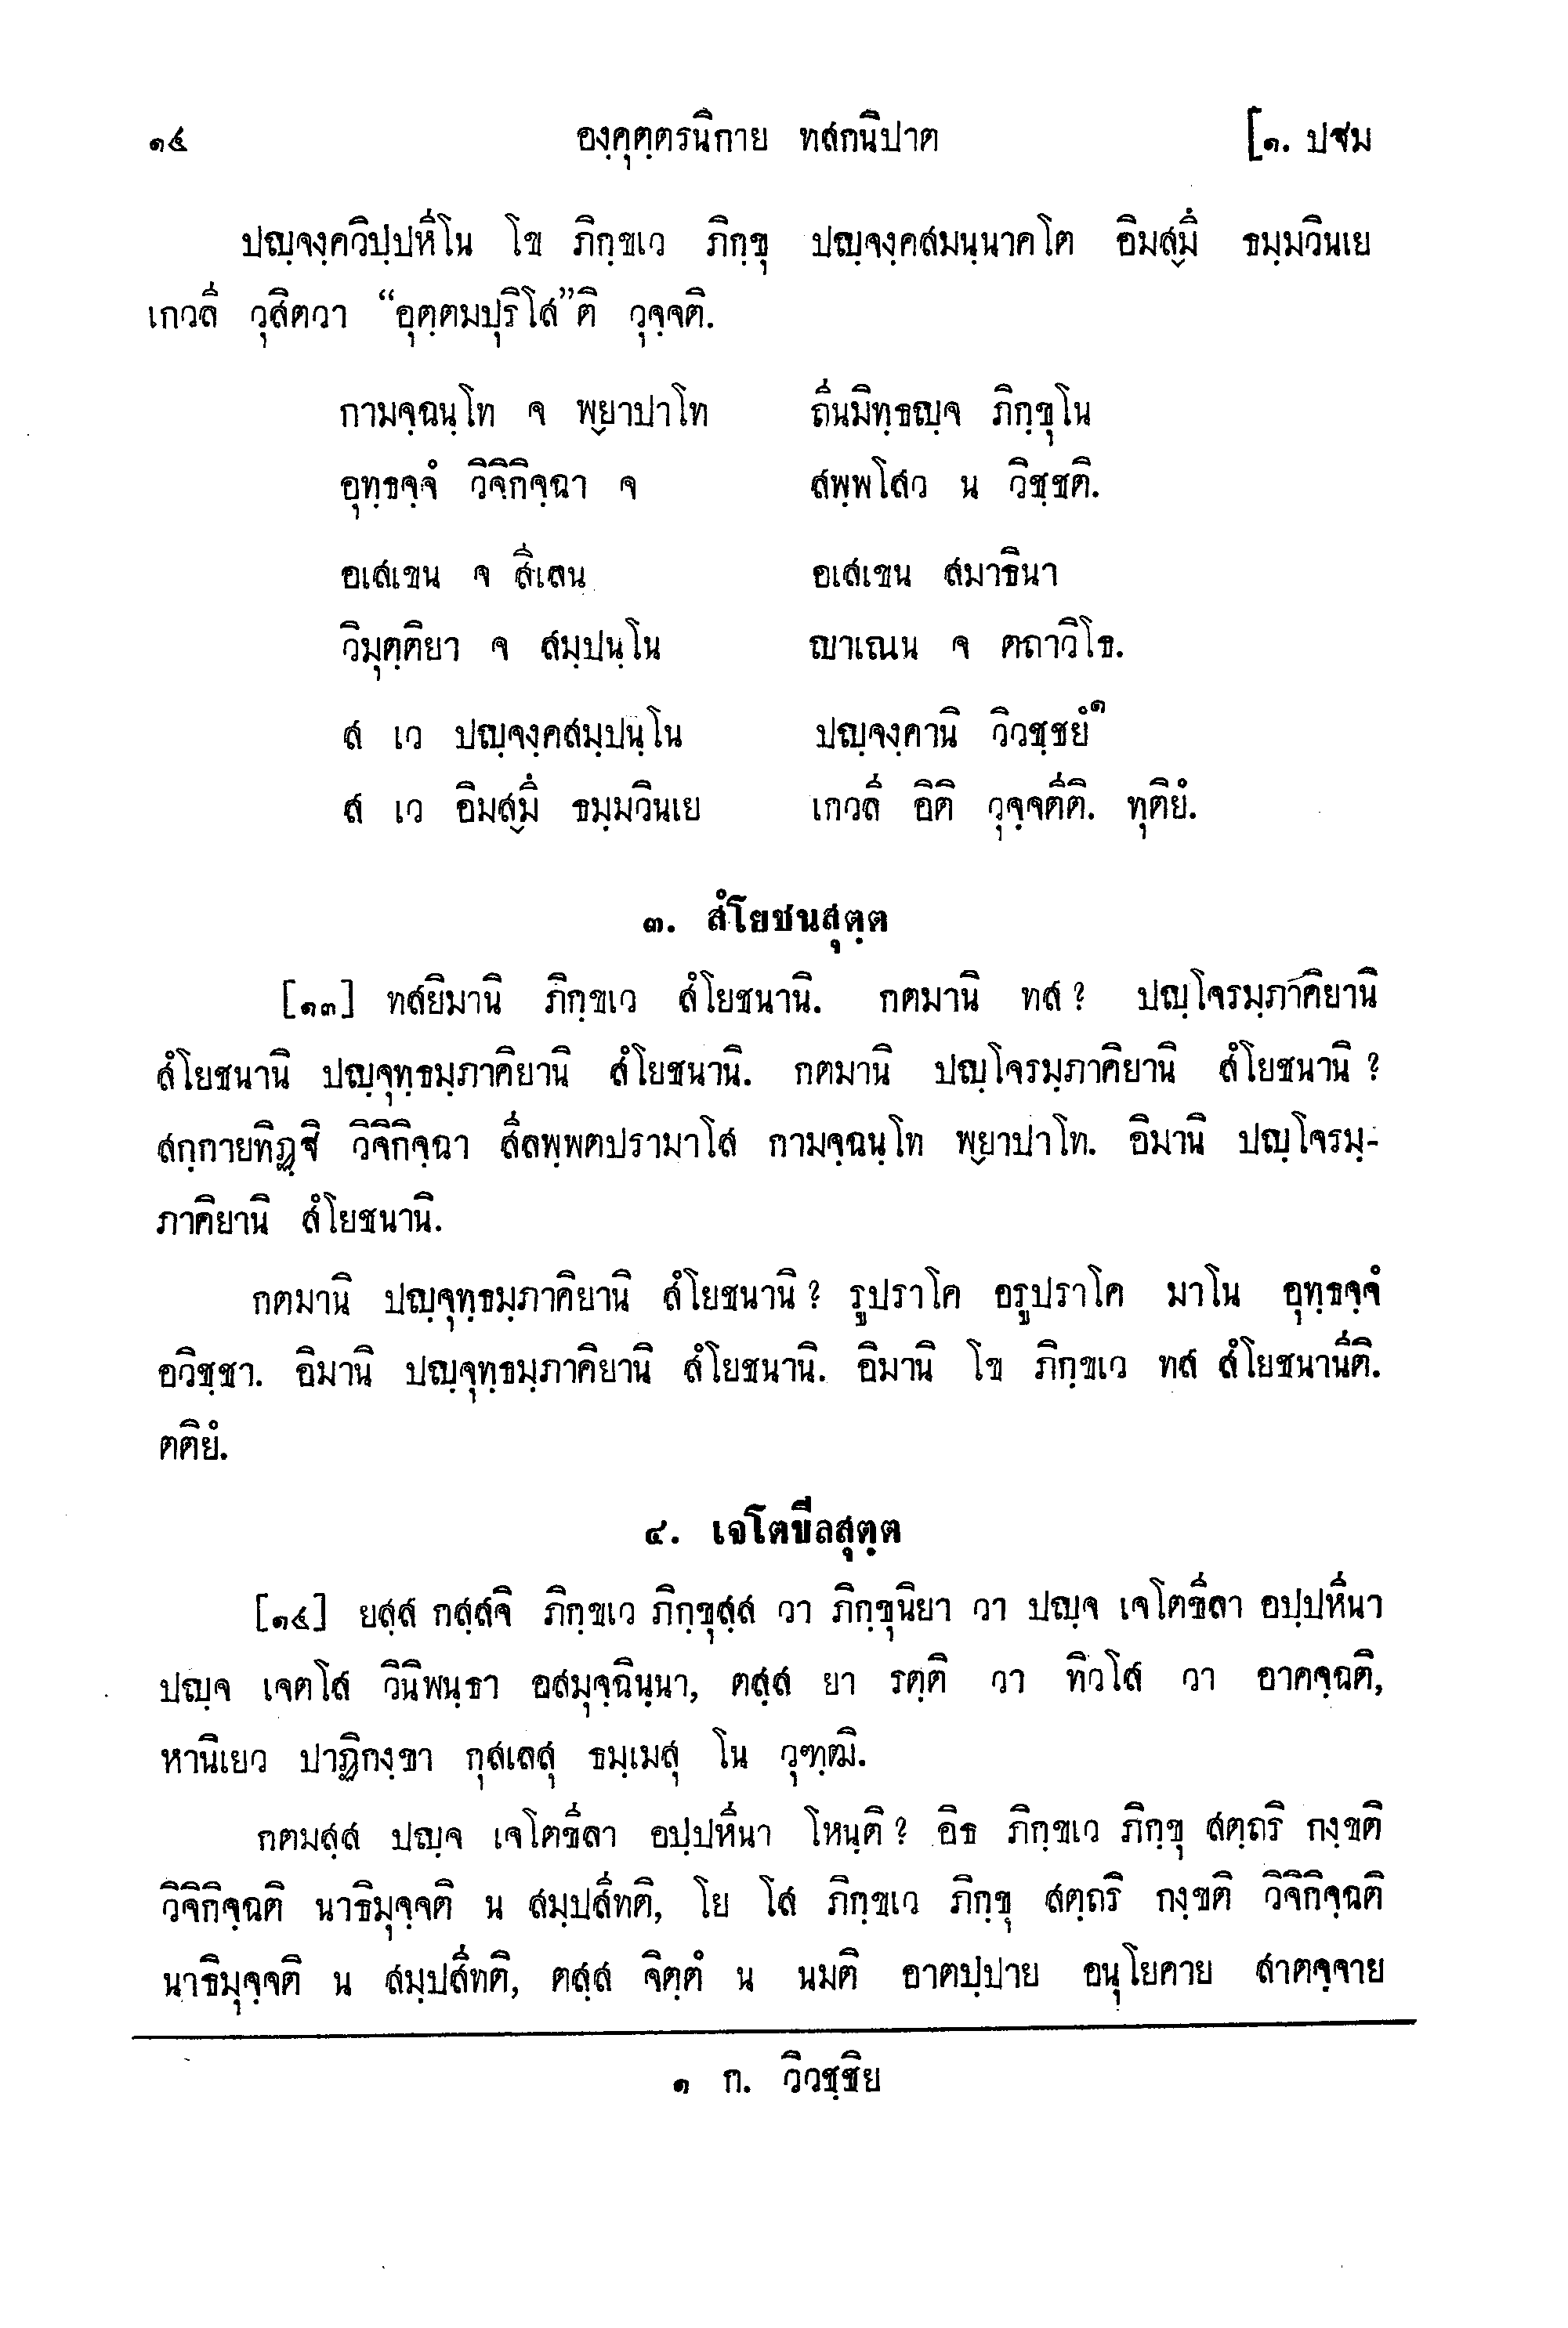 ๑๔ องฺคุตฺตรนิกาย ทสกนิปาต [๑. ปฐม
ปญฺจงฺควิปฺปหีโน โข ภิกฺขเว ภิกฺขุ ปญฺจงฺคสมนฺนาคโต อิมสฺมึ ธมฺมวินเย
เกวลี วุสิตวา “อุตฺตมปุริโส”ติ วุจฺจติ.
กามจฺฉนฺโท จ พฺยาปาโท ถีนมิทฺธญฺจ ภิกฺขุโน
อุทฺธจฺจํ วิจิกิจฺฉา จ สพฺพโสว น วิชฺชติ.
อเสเขน จ สีเลน อเสเขน สมาธินา
วิมุตฺติยา จ สมฺปนฺโน ญาเณน จ ตถาวิโธ.
ส เว ปญฺจงฺคสมฺปนฺโน ปญฺจงฺคานิ วิวชฺชยํ๑
ส เว อิมสฺมึ ธมฺมวินเย เกวลี อิติ วุจฺจตีติ. ทุติยํ.
๓. สํโยชนสุตฺต
[๑๓] ทสยิมานิ ภิกฺขเว สํโยชนานิ. กตมานิ ทส? ปญฺโจรมฺภาคิยานิ
สํโยชนานิ ปญฺจุทฺธมฺภาคิยานิ สํโยชนานิ. กตมานิ ปญฺโจรมฺภาคิยานิ สํโยชนานิ?
สกฺกายทิฏฺฐิ วิจิกิจฺฉา สีลพฺพตปรามาโส กามจฺฉนฺโท พฺยาปาโท. อิมานิ ปญฺโจรมฺ-
ภาคิยานิ สํโยชนานิ.
กตมานิ ปญฺจุทฺธมฺภาคิยานิ สํโยชนานิ? รูปราโค อรูปราโค มาโน อุทฺธจฺจํ
อวิชฺชา. อิมานิ ปญฺจุทฺธมฺภาคิยานิ สํโยชนานิ. อิมานิ โข ภิกฺขเว ทส สํโยชนานีติ.
ตติยํ.
๔. เจโตขีลสุตฺต
[๑๔] ยสฺส กสฺสจิ ภิกฺขเว ภิกฺขุสฺส วา ภิกฺขุนิยา วา ปญฺจ เจโตขีลา อปฺปหีนา
ปญฺจ เจตโส วินิพนฺธา อสมุจฺฉินฺนา, ตสฺส ยา รตฺติ วา ทิวโส วา อาคจฺฉติ,
หานิเยว ปาฏิกงฺขา กุสเลสุ ธมฺเมสุ โน วุฑฺฒิ.
กตมสฺส ปญฺจ เจโตขีลา อปฺปหีนา โหนฺติ? อิธ ภิกฺขเว ภิกฺขุ สตฺถริ กงฺขติ
วิจิกิจฺฉติ นาธิมุจฺจติ น สมฺปสีทติ, โย โส ภิกฺขเว ภิกฺขุ สตฺถริ กงฺขติ วิจิกิจฺฉติ
นาธิมุจฺจติ น สมฺปสีทติ, ตสฺส จิตฺตํ น นมติ อาตปฺปาย อนุโยคาย สาตจฺจาย
๑ ก. วิวชฺชิย